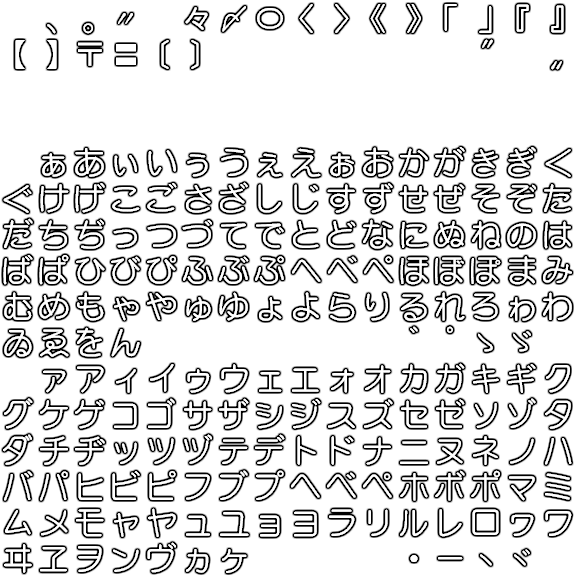 、。〃 々〆〇〈〉《》「」『』
【】〒〓〔〕 〝 〟
ぁあぃいぅうぇえぉおかがきぎく
ぐけげこごさざしじすずせぜそぞた
だちぢっつづてでとどなにぬねのは
ばぱひびぴふぶぷへべぺほぼぽまみ
むめもゃやゅゆょよらりるれろゎわ
ゐゑをん ゛゜ゝゞ
ァアィイゥウェエォオカガキギク
グケゲコゴサザシジスズセゼソゾタ
ダチヂッツヅテデトドナニヌネノハ
バパヒビピフブプヘベペホボポマミ
ムメモャヤュユョヨラリルレロヮワ
ヰヱヲンヴヵヶ ・ーヽヾ